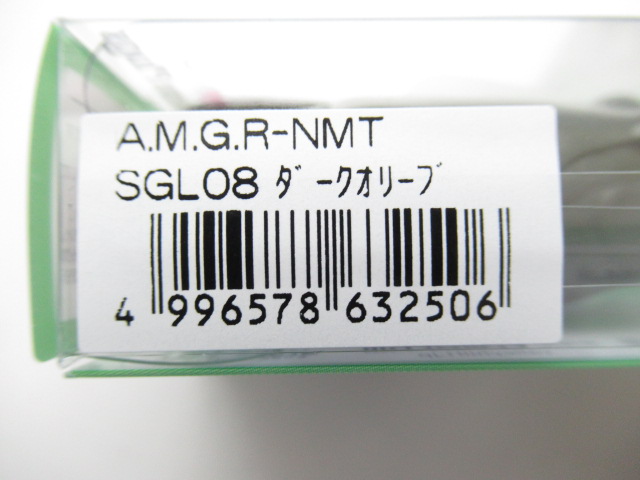 A.M.G.R-NMT
SGL08 ﾀﾞｰｸｵﾘｰﾌﾞ
4 996578 632506